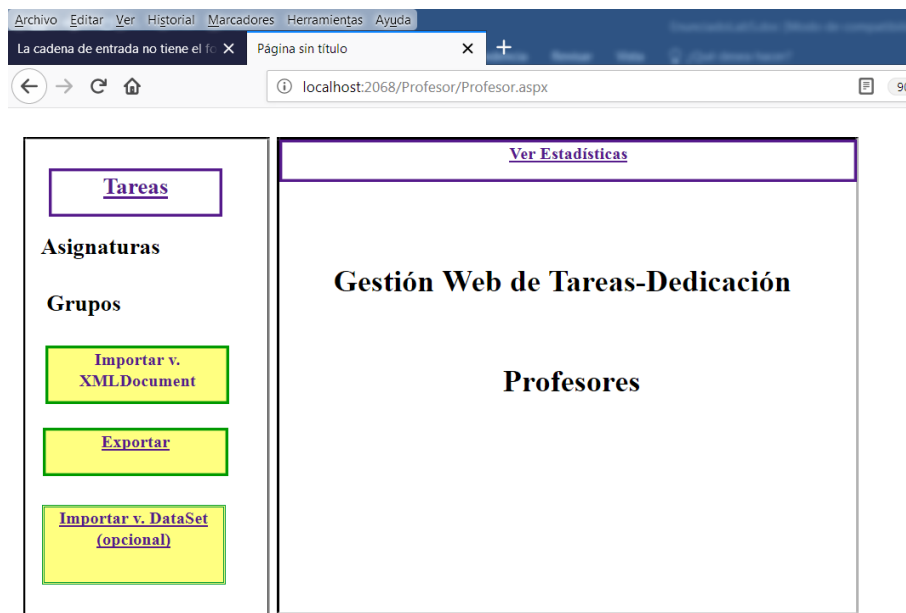 Archivo Editar Ver Historial Marcadores Herramientas Ayuda
La cadena de entrada no tiene el fo
Página sin título
localhost:2068/Profesor/Profesor.aspx
90
Ver Estadísticas
Tareas
Asignaturas
Grupos
Gestión Web de Tareas-Dedicación
Profesores
Importar v.
XMLDocument
Exportar
Importar v. DataSet
(opcional)